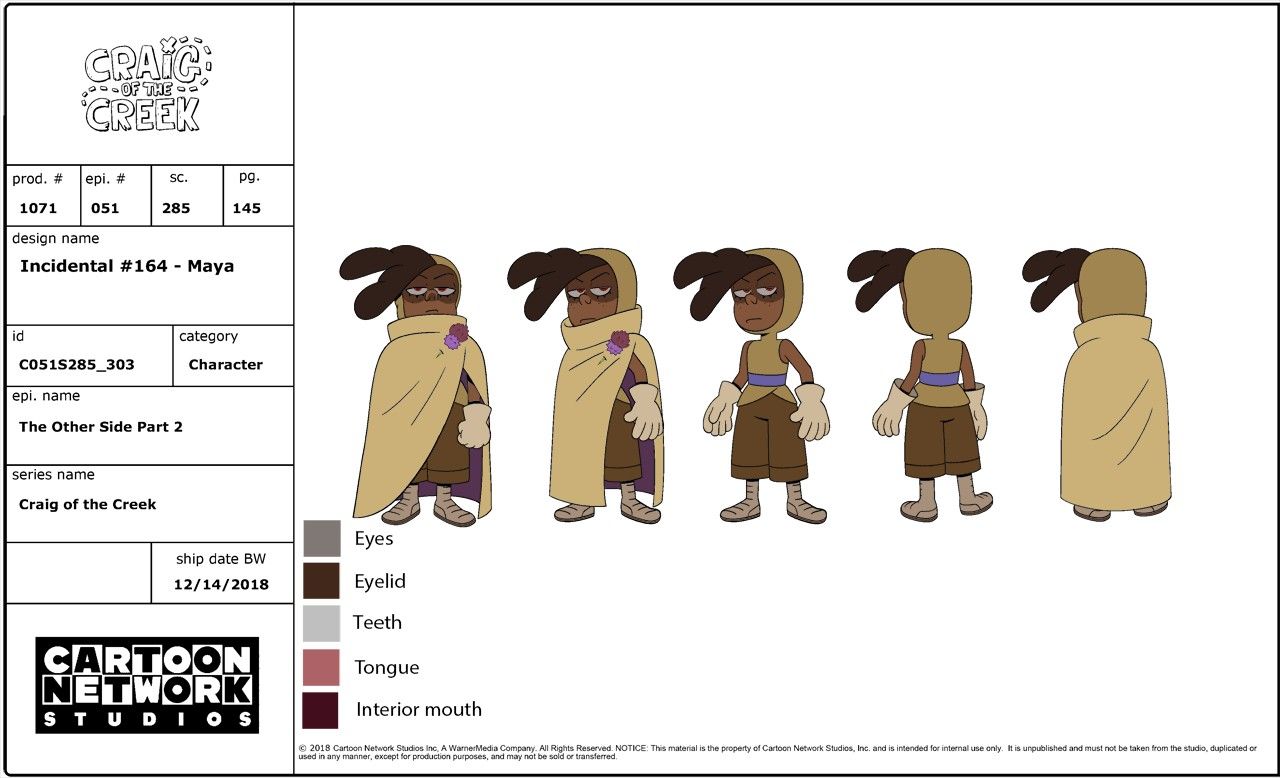 CRAIG
OF THE
CREEK
prod. # epi. # sc. pg.
1071 051 285 145
design name
Incidental #164 - Maya
id category
C051S285_303 Character
epi. name
The Other Side Part 2
series name
Craig of the Creek
ship date BW
12/14/2018
CARTOON
NETWORK
STUDIOS
Eyes
Eyelid
Teeth
Tongue
Interior mouth
© 2018 Cartoon Network Studios Inc, A WarnerMedia Company. All Rights Reserved. NOTICE: This material is the property of Cartoon Network Studios, Inc. and is intended for internal use only. It is unpublished and must not be taken from the studio, duplicated or
used in any manner, except for production purposes, and may not be sold or transferred.